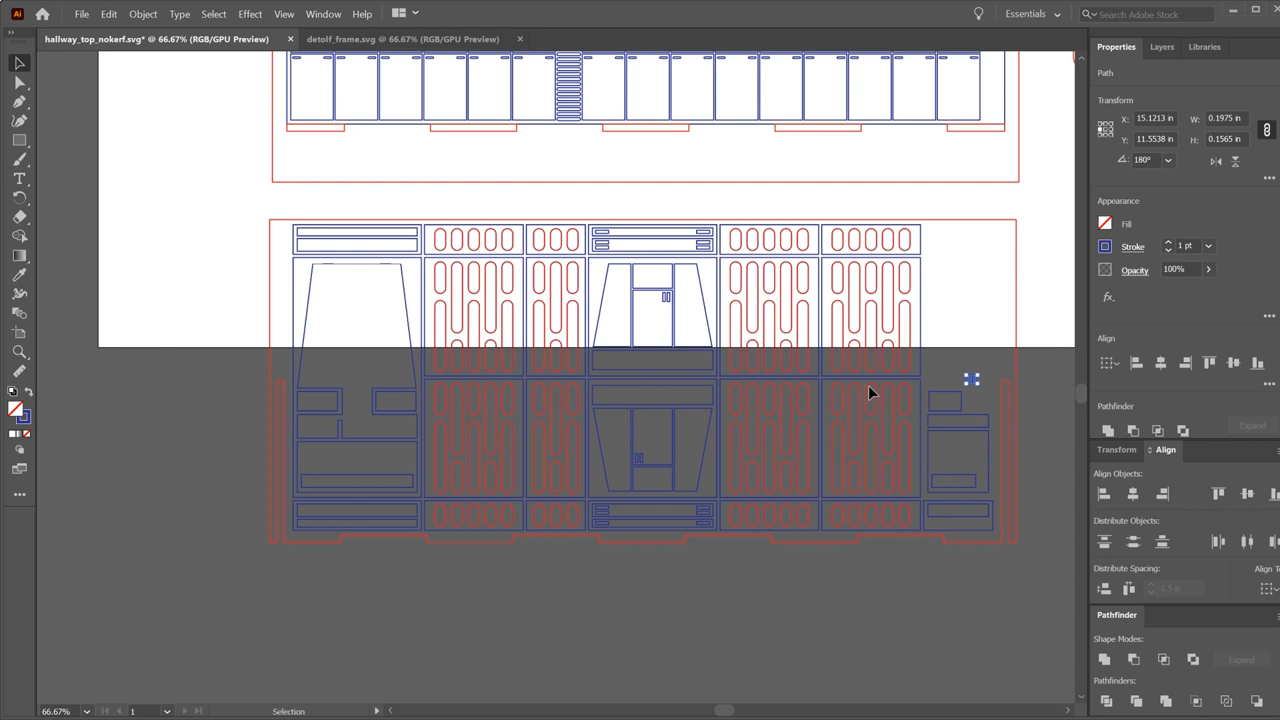 Ai File Edit Object Type Select Effect View Window Help Essentials Search Adobe Stock
hallway_top_nokerf.svg* @ 66.67% (RGB/GPU Preview) × detolf_frame.svg @ 66.67% (RGB/GPU Preview) ×
Properties Layers Libraries
Path
Transform
X: 15.1213 in W: 0.1975 in
Y: 11.5538 in H: 0.1565 in
180°
Appearance
Fill
Stroke 1 pt
Opacity 100%
fx.
Align
Pathfinder
Expand
Transform Align
Align Objects:
Distribute Objects:
Distribute Spacing: Align To
1.5 in
Pathfinder
Shape Modes:
Expand
Pathfinders:
66.67% 1 Selection